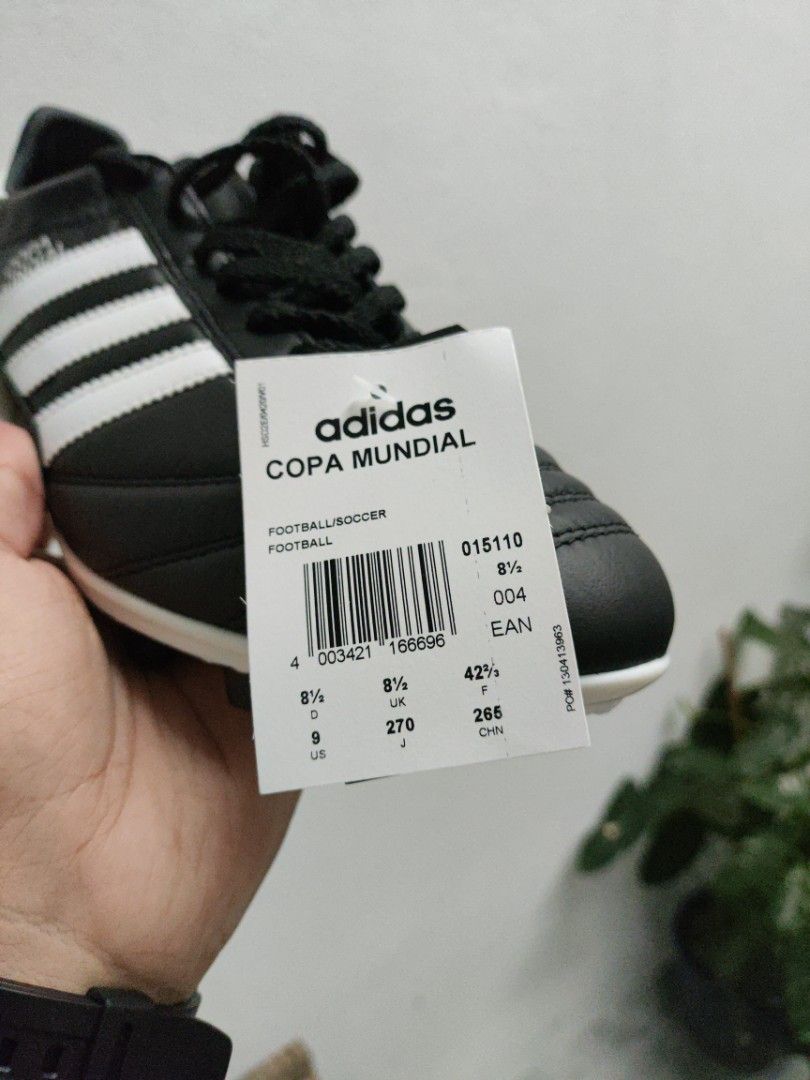 adidas
COPA MUNDIAL
FOOTBALL/SOCCER
FOOTBALL
015110
8½
004
EAN
4 003421 166696
8½ 8½ 42⅔
D UK F
9 270 265
US J CHN
PO# 130413963